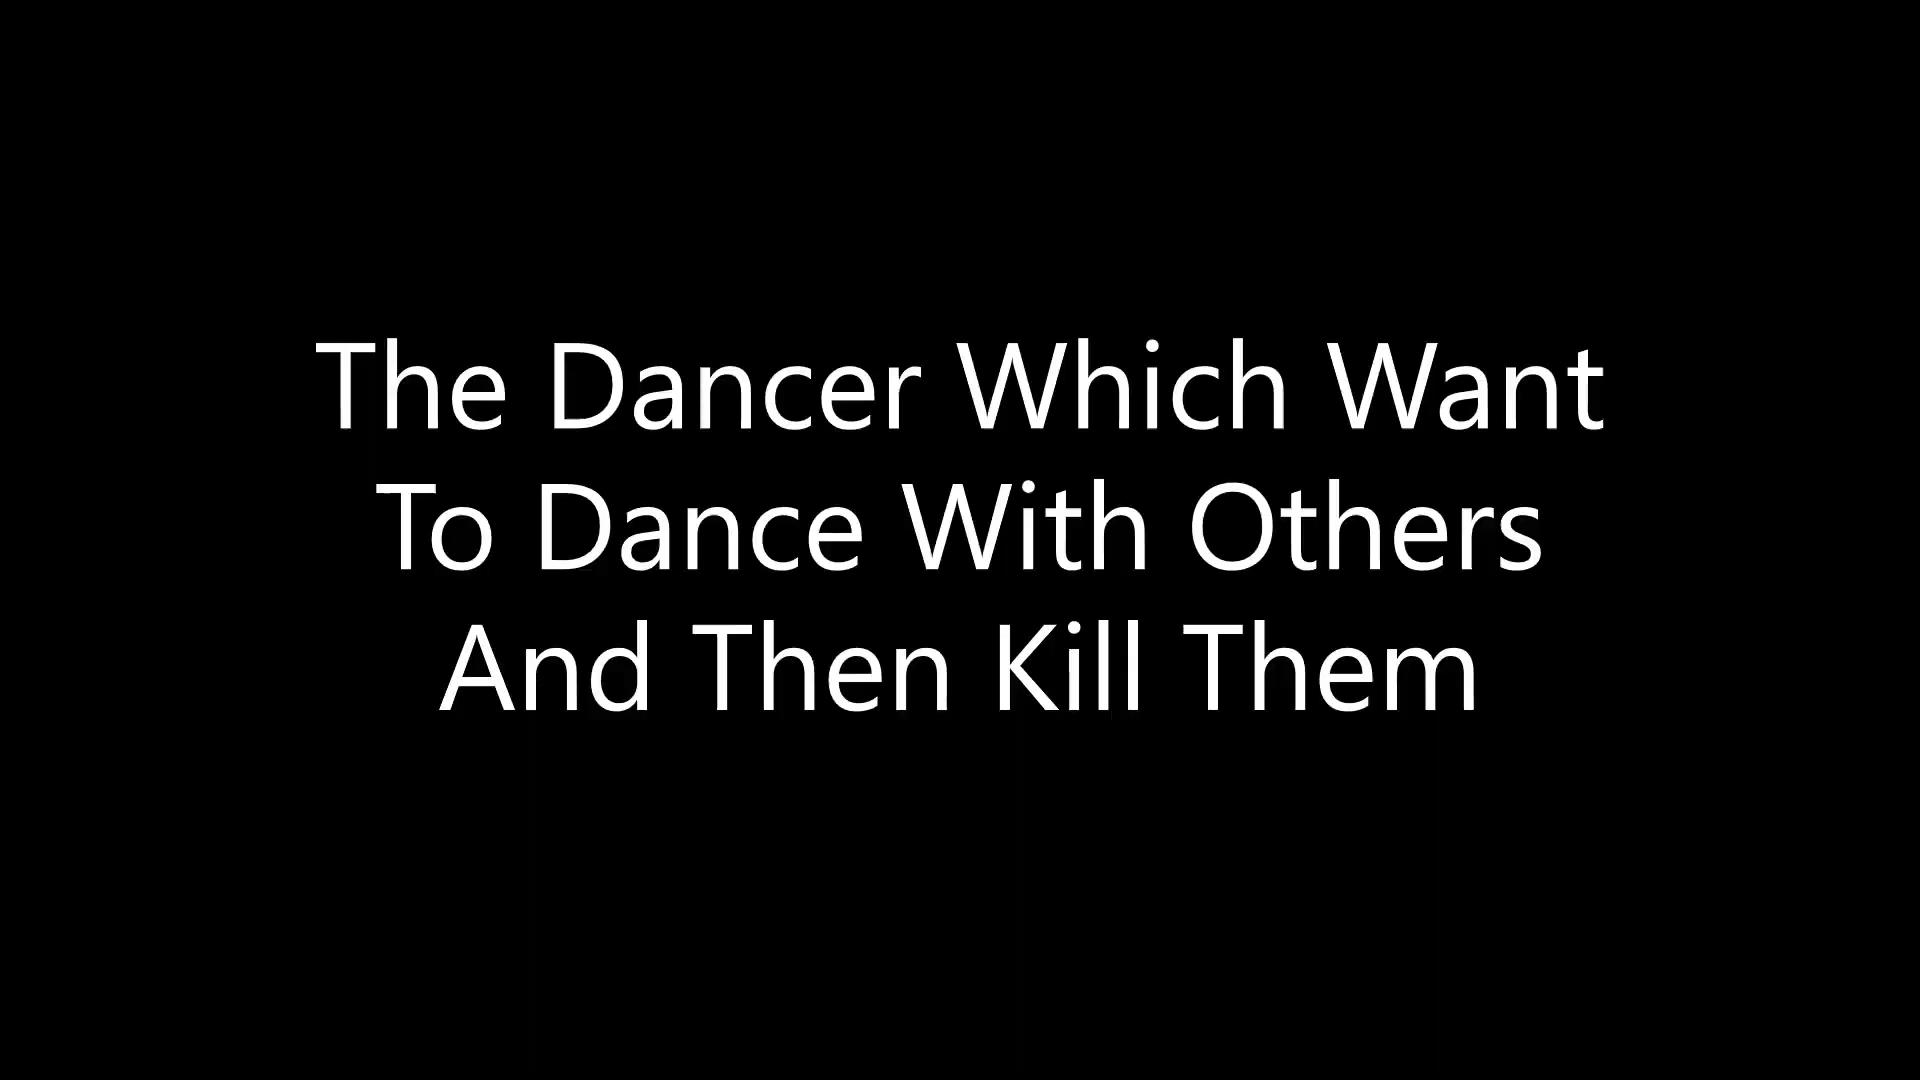 The Dancer Which Want
To Dance With Others
And Then Kill Them